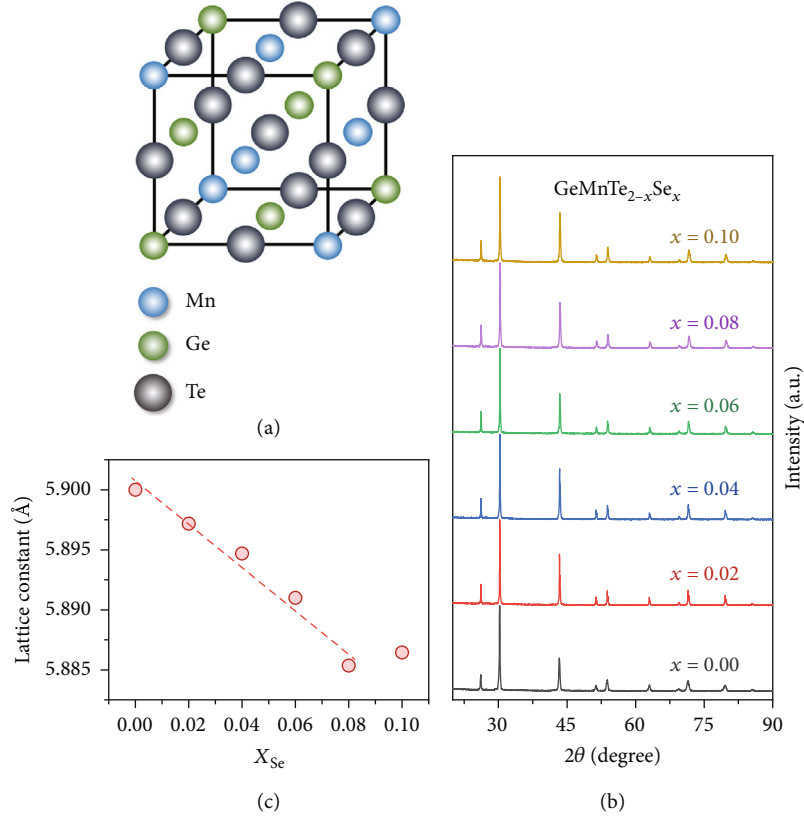 Mn
Ge
Te
(a)
GeMnTe₂₋ₓSeₓ
x = 0.10
x = 0.08
x = 0.06
x = 0.04
x = 0.02
x = 0.00
Intensity (a.u.)
30 45 60 75 90
2θ (degree)
(b)
5.900
5.895
5.890
5.885
Lattice constant (Å)
0.00 0.02 0.04 0.06 0.08 0.10
X_Se
(c)